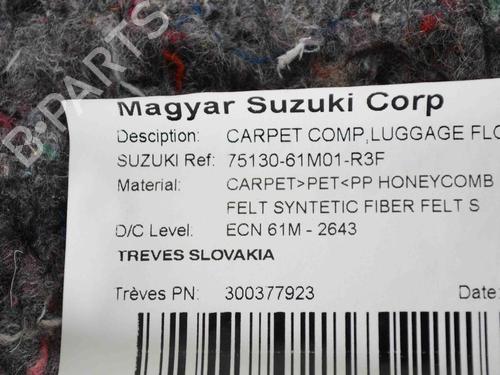 Magyar Suzuki Corp
Desciption: CARPET COMP,LUGGAGE FLO
SUZUKI Ref: 75130-61M01-R3F
Material: CARPET>PET<PP HONEYCOMB
FELT SYNTETIC FIBER FELT S
D/C Level: ECN 61M - 2643
TREVES SLOVAKIA
Trèves PN: 300377923 Date:
B-PARTS